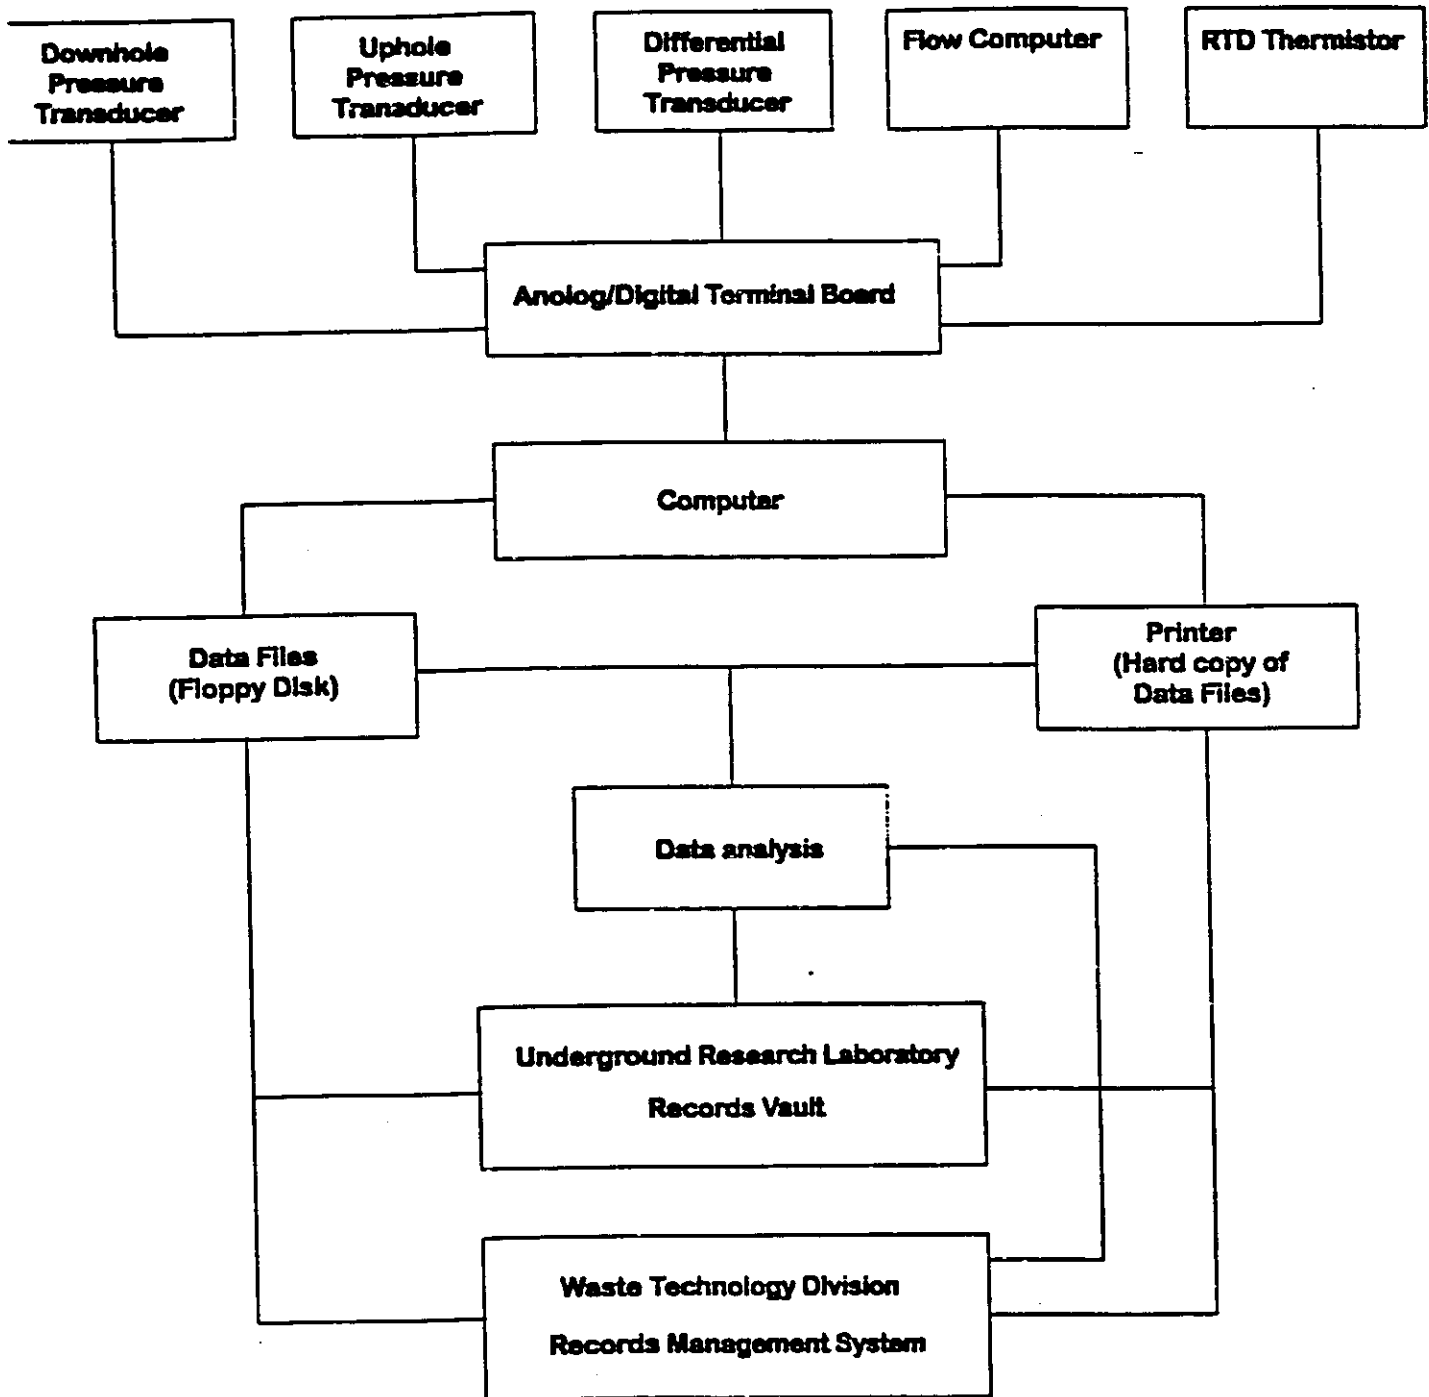 Downhole
Pressure
Transducer
Uphole
Pressure
Tranaducer
Differential
Pressure
Transducer
Flow Computer
RTD Thermistor
Anolog/Digital Terminal Board
Computer
Data Files
(Floppy Disk)
Printer
(Hard copy of
Data Files)
Data analysis
Underground Research Laboratory
Records Vault
Waste Technology Division
Records Management System